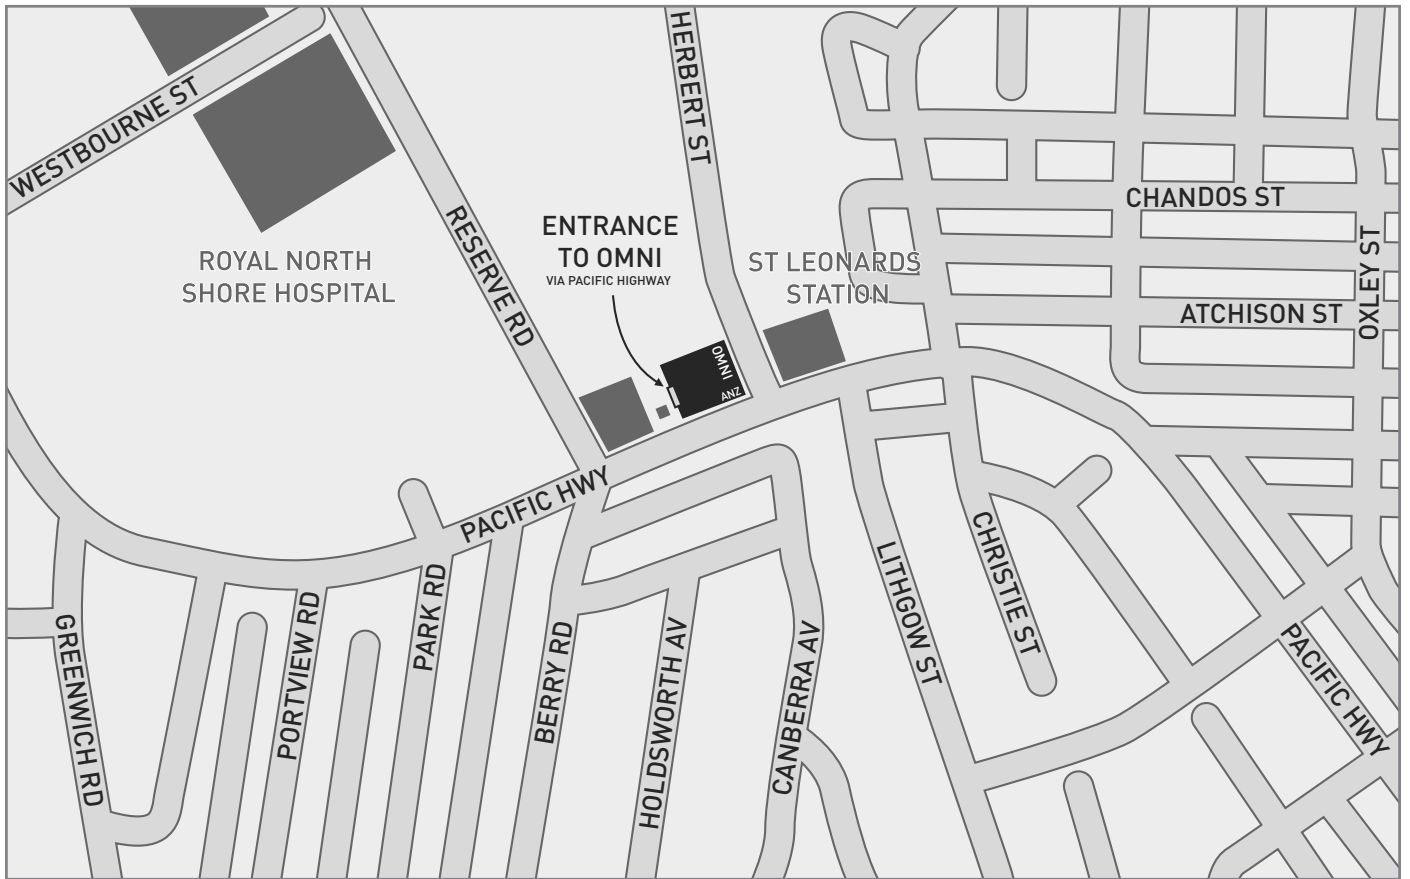 HERBERT ST
WESTBOURNE ST
CHANDOS ST
RESERVE RD
ENTRANCE
TO OMNI
VIA PACIFIC HIGHWAY
ROYAL NORTH
SHORE HOSPITAL
ST LEONARDS
STATION
OXLEY ST
ATCHISON ST
OMNI
ANZ
PACIFIC HWY
CHRISTIE ST
LITHGOW ST
PARK RD
PORTVIEW RD
GREENWICH RD
BERRY RD
HOLDSWORTH AV
CANBERRA AV
PACIFIC HWY